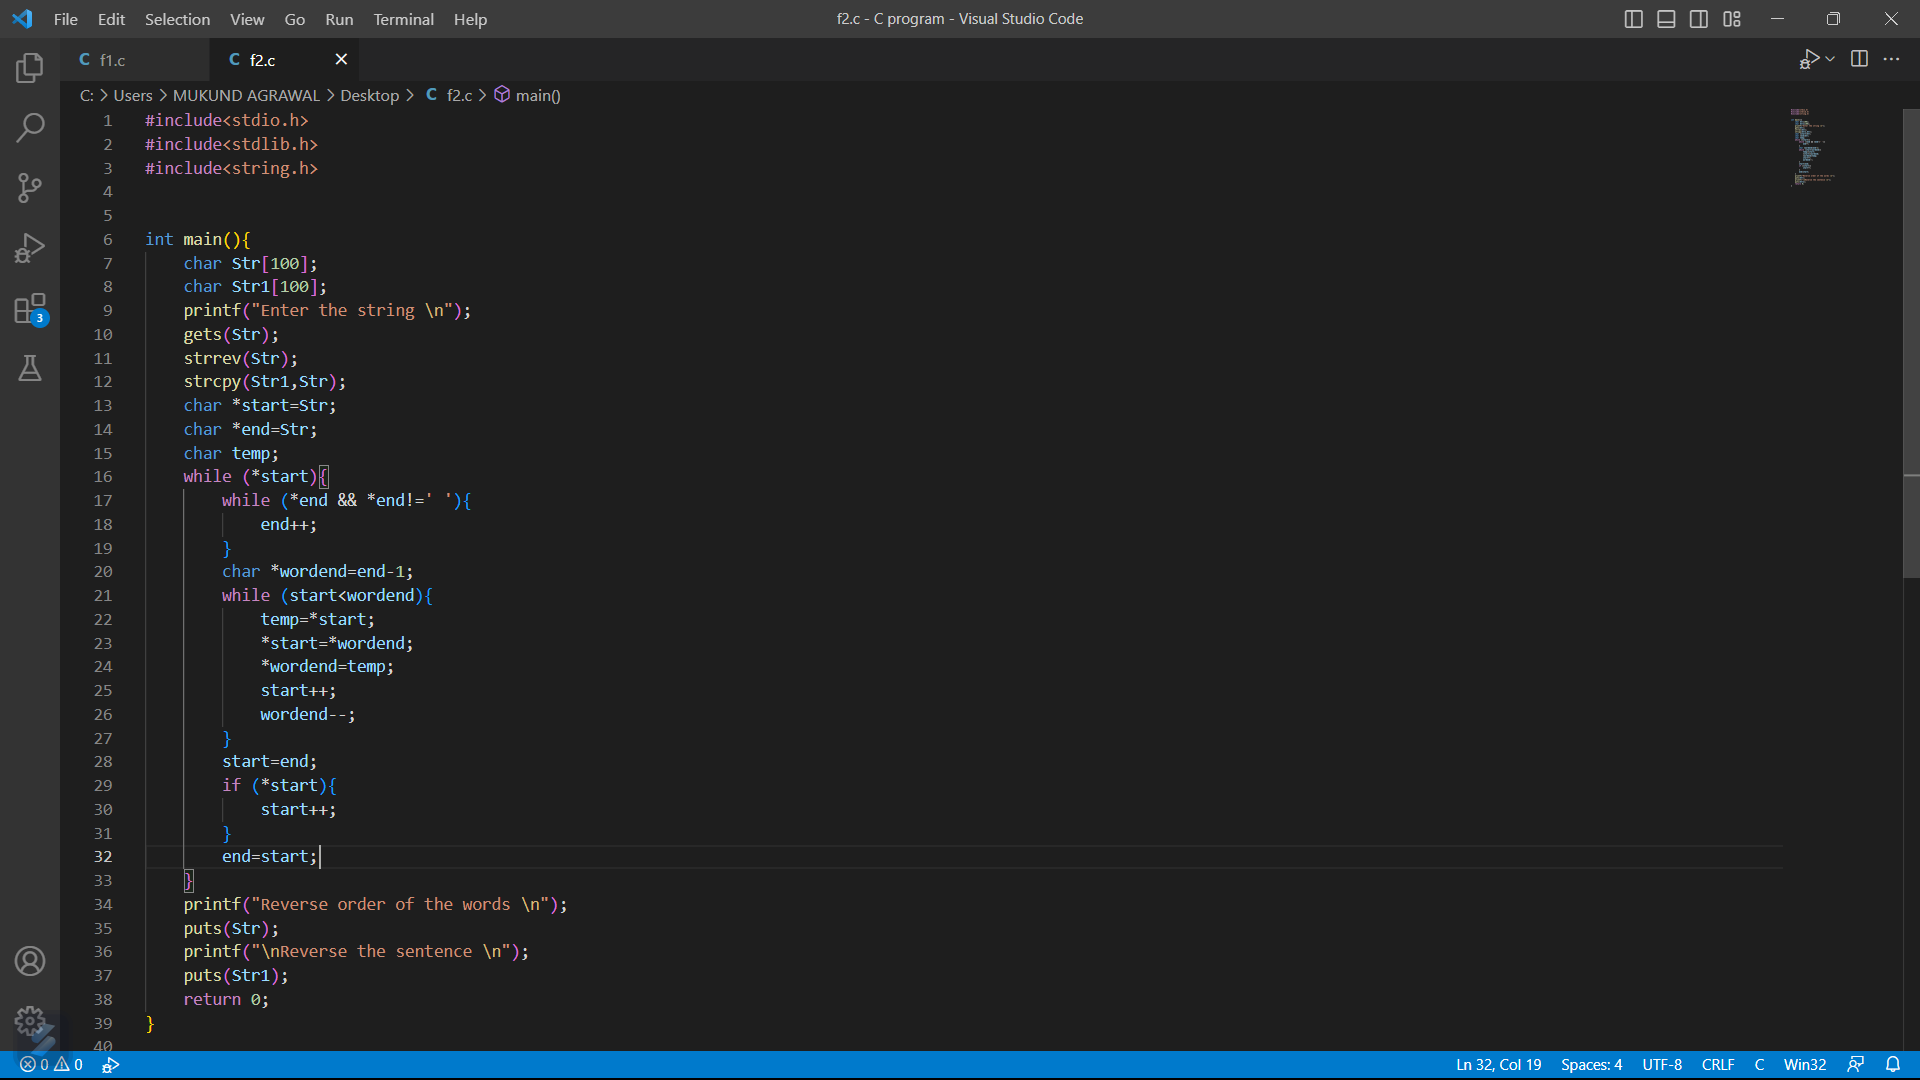 File Edit Selection View Go Run Terminal Help f2.c - C program - Visual Studio Code
C f1.c C f2.c
C: > Users > MUKUND AGRAWAL > Desktop > C f2.c > main()
1 #include<stdio.h>
2 #include<stdlib.h>
3 #include<string.h>
4
5
6 int main(){
7 char Str[100];
8 char Str1[100];
9 printf("Enter the string \n");
10 gets(Str);
11 strrev(Str);
12 strcpy(Str1,Str);
13 char *start=Str;
14 char *end=Str;
15 char temp;
16 while (*start){
17 while (*end && *end!=' '){
18 end++;
19 }
20 char *wordend=end-1;
21 while (start<wordend){
22 temp=*start;
23 *start=*wordend;
24 *wordend=temp;
25 start++;
26 wordend--;
27 }
28 start=end;
29 if (*start){
30 start++;
31 }
32 end=start;
33 }
34 printf("Reverse order of the words \n");
35 puts(Str);
36 printf("\nReverse the sentence \n");
37 puts(Str1);
38 return 0;
39 }
40
3
0 0 Ln 32, Col 19 Spaces: 4 UTF-8 CRLF C Win32